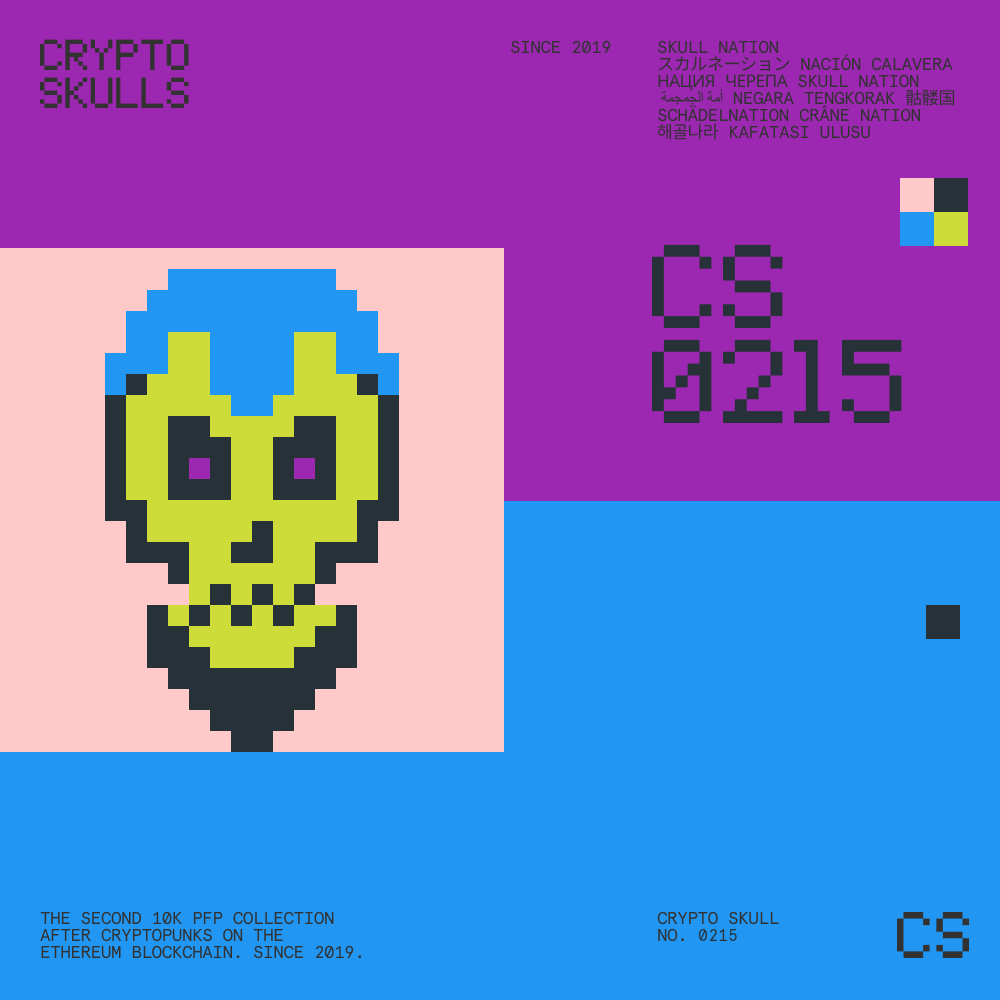 CRYPTO
SKULLS
SINCE 2019
SKULL NATION
スカルネーション NACIÓN CALAVERA
НАЦИЯ ЧЕРЕПА SKULL NATION
أمة الجمجمة NEGARA TENGKORAK 骷髅国
SCHÄDELNATION CRÂNE NATION
해골나라 KAFATASI ULUSU
CS
0215
THE SECOND 10K PFP COLLECTION
AFTER CRYPTOPUNKS ON THE
ETHEREUM BLOCKCHAIN. SINCE 2019.
CRYPTO SKULL
NO. 0215
CS